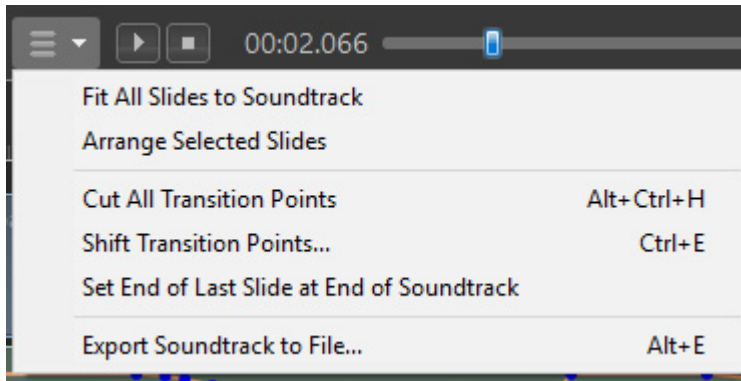 00:02.066
Fit All Slides to Soundtrack
Arrange Selected Slides
Cut All Transition Points Alt+Ctrl+H
Shift Transition Points... Ctrl+E
Set End of Last Slide at End of Soundtrack
Export Soundtrack to File... Alt+E